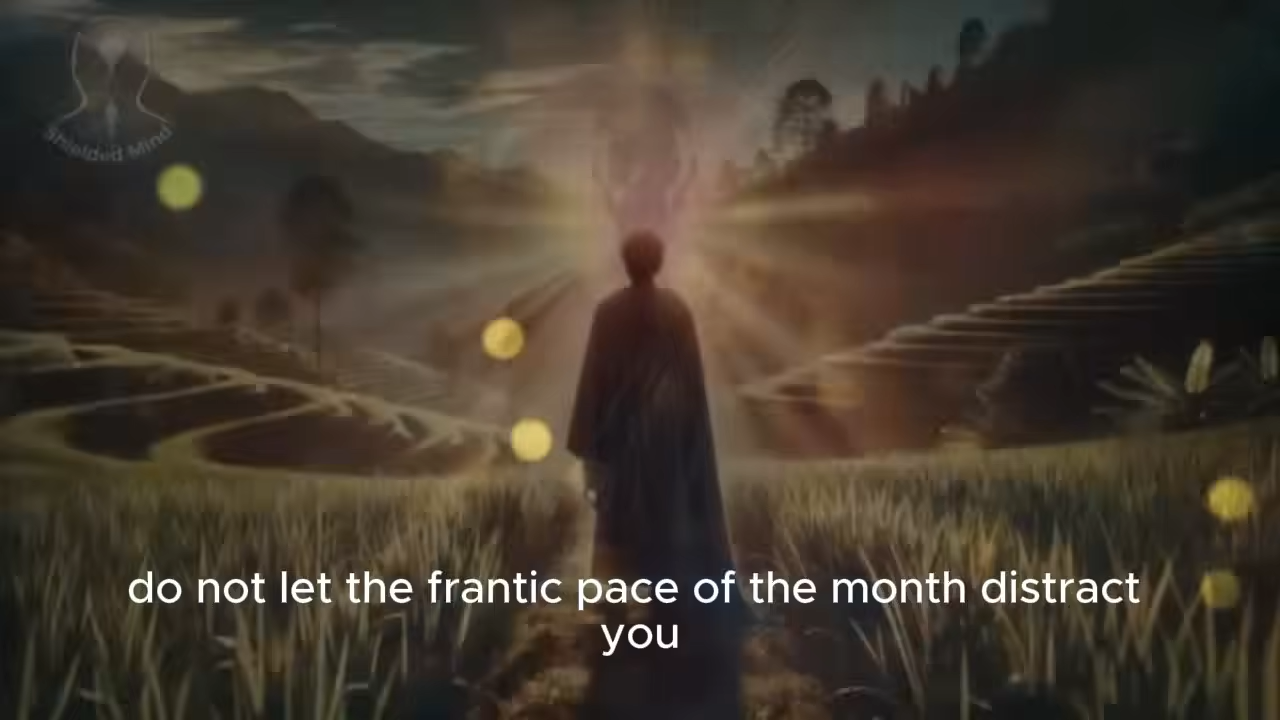 Shielded Mind
do not let the frantic pace of the month distract
you